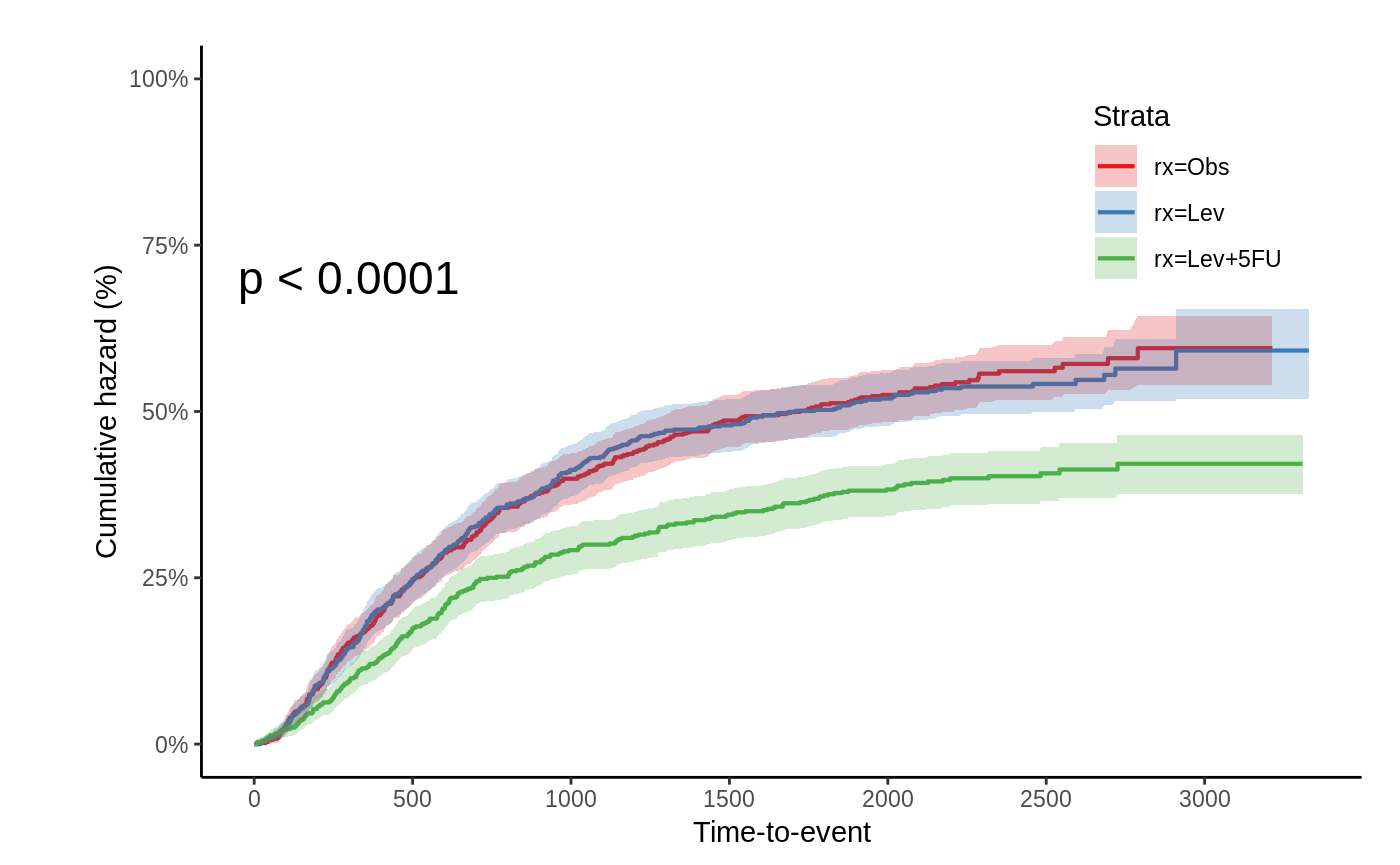 100%
75%
50%
25%
0%
Cumulative hazard (%)
p < 0.0001
Strata
rx=Obs
rx=Lev
rx=Lev+5FU
0 500 1000 1500 2000 2500 3000
Time-to-event